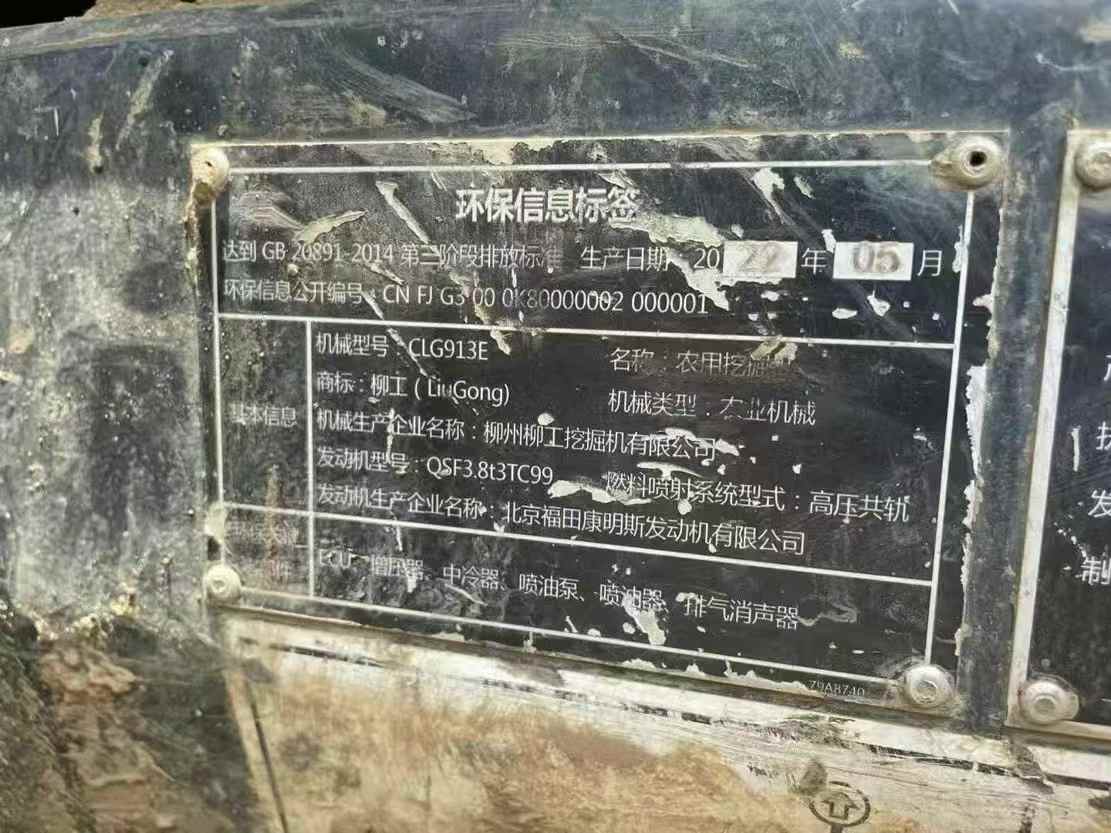 环保信息标签
达到 GB 20891-2014 第三阶段排放标准 生产日期 20 22 年 05 月
环保信息公开编号：CN FJ G3 00 0K80000002 000001
基本信息
机械型号：CLG913E 名称：农用挖掘机
商标：柳工（LiuGong） 机械类型：农业机械
机械生产企业名称：柳州柳工挖掘机有限公司
发动机型号：QSF3.8t3TC99 燃料喷射系统型式：高压共轨
发动机生产企业名称：北京福田康明斯发动机有限公司
ECU、增压器、中冷器、喷油泵、喷油器、排气消声器
79A8740
发
制